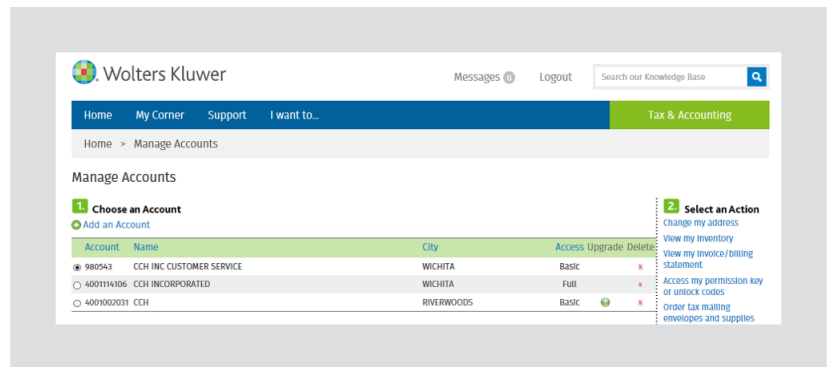 Wolters Kluwer
Messages 0 Logout Search our Knowledge Base
Home My Corner Support I want to... Tax & Accounting
Home > Manage Accounts
Manage Accounts
1. Choose an Account
Add an Account
Account Name City Access Upgrade Delete
980543 CCH INC CUSTOMER SERVICE WICHITA Basic x
4001114106 CCH INCORPORATED WICHITA Full x
4001002031 CCH RIVERWOODS Basic x
2. Select an Action
Change my address
View my inventory
View my invoice/billing
statement
Access my permission key
or unlock codes
Order tax mailing
envelopes and supplies